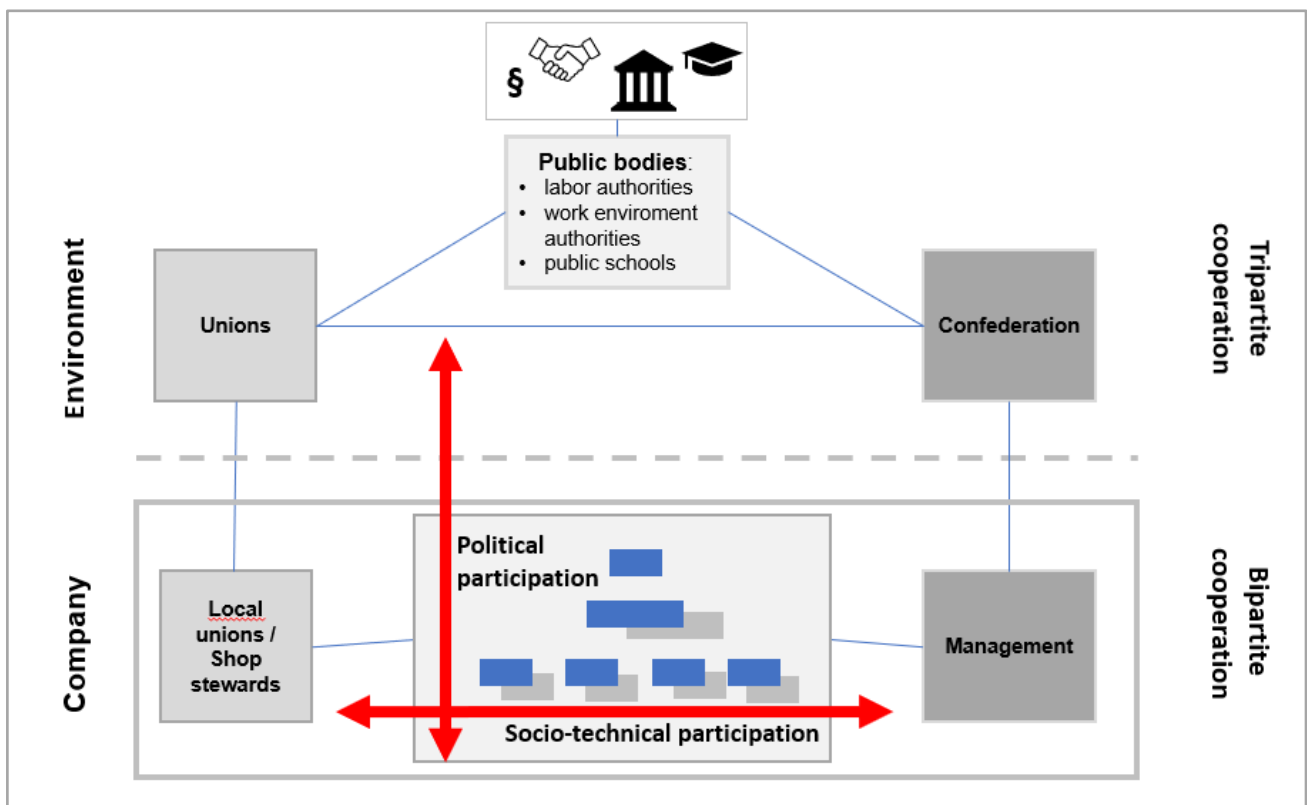 §
Public bodies:
• labor authorities
• work enviroment
authorities
• public schools
Environment
Unions
Confederation
Tripartite
cooperation
Political
participation
Company
Local
unions /
Shop
stewards
Management
Bipartite
cooperation
Socio-technical participation